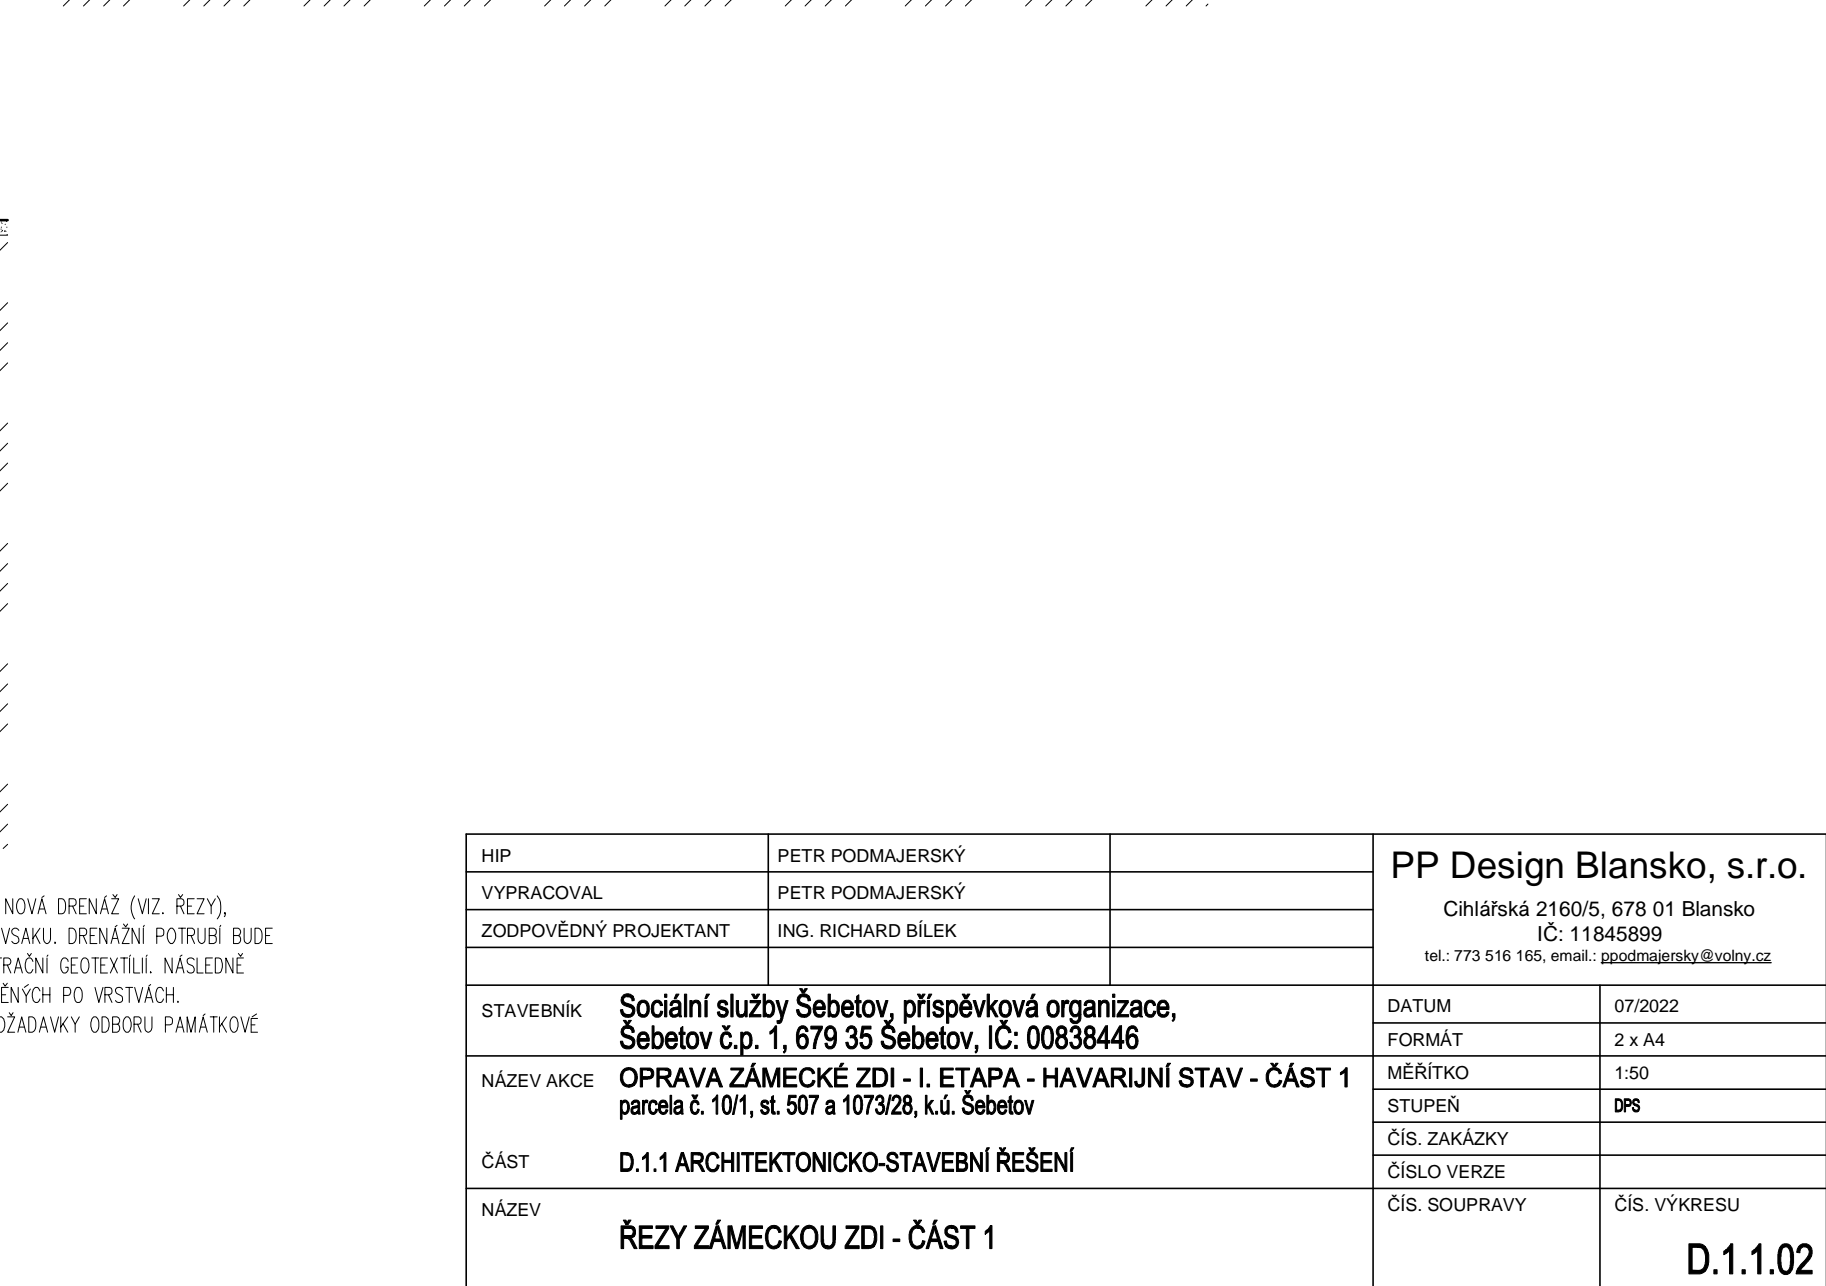 NOVÁ DRENÁŽ (VIZ. ŘEZY),
VSAKU. DRENÁŽNÍ POTRUBÍ BUDE
TRAČNÍ GEOTEXTÍLIÍ. NÁSLEDNĚ
ĚNÝCH PO VRSTVÁCH.
OŽADAVKY ODBORU PAMÁTKOVÉ
HIP PETR PODMAJERSKÝ
VYPRACOVAL PETR PODMAJERSKÝ
ZODPOVĚDNÝ PROJEKTANT ING. RICHARD BÍLEK
PP Design Blansko, s.r.o.
Cihlářská 2160/5, 678 01 Blansko
IČ: 11845899
tel.: 773 516 165, email.: ppodmajersky@volny.cz
STAVEBNÍK Sociální služby Šebetov, příspěvková organizace,
Šebetov č.p. 1, 679 35 Šebetov, IČ: 00838446
NÁZEV AKCE OPRAVA ZÁMECKÉ ZDI - I. ETAPA - HAVARIJNÍ STAV - ČÁST 1
parcela č. 10/1, st. 507 a 1073/28, k.ú. Šebetov
ČÁST D.1.1 ARCHITEKTONICKO-STAVEBNÍ ŘEŠENÍ
NÁZEV
ŘEZY ZÁMECKOU ZDI - ČÁST 1
DATUM 07/2022
FORMÁT 2 x A4
MĚŘÍTKO 1:50
STUPEŇ DPS
ČÍS. ZAKÁZKY
ČÍSLO VERZE
ČÍS. SOUPRAVY ČÍS. VÝKRESU
D.1.1.02